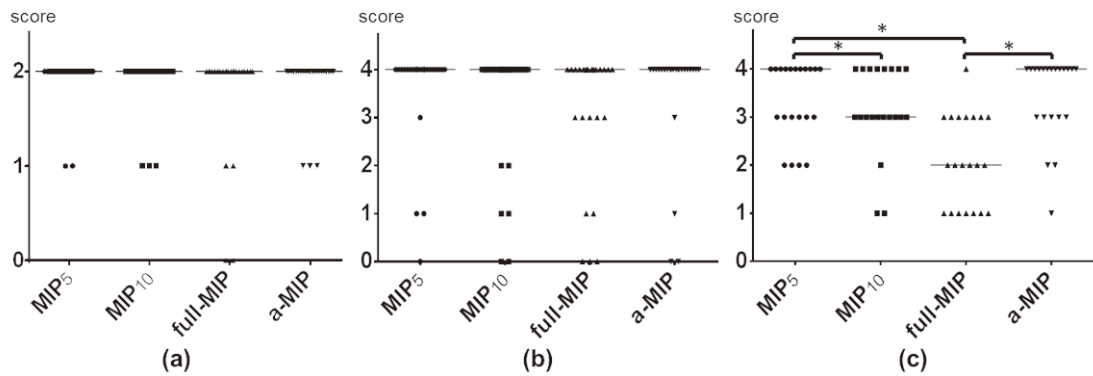 score
2
1
0
MIP5
MIP10
full-MIP
a-MIP
(a)
score
4
3
2
1
0
MIP5
MIP10
full-MIP
a-MIP
(b)
score
*
*
*
4
3
2
1
0
MIP5
MIP10
full-MIP
a-MIP
(c)